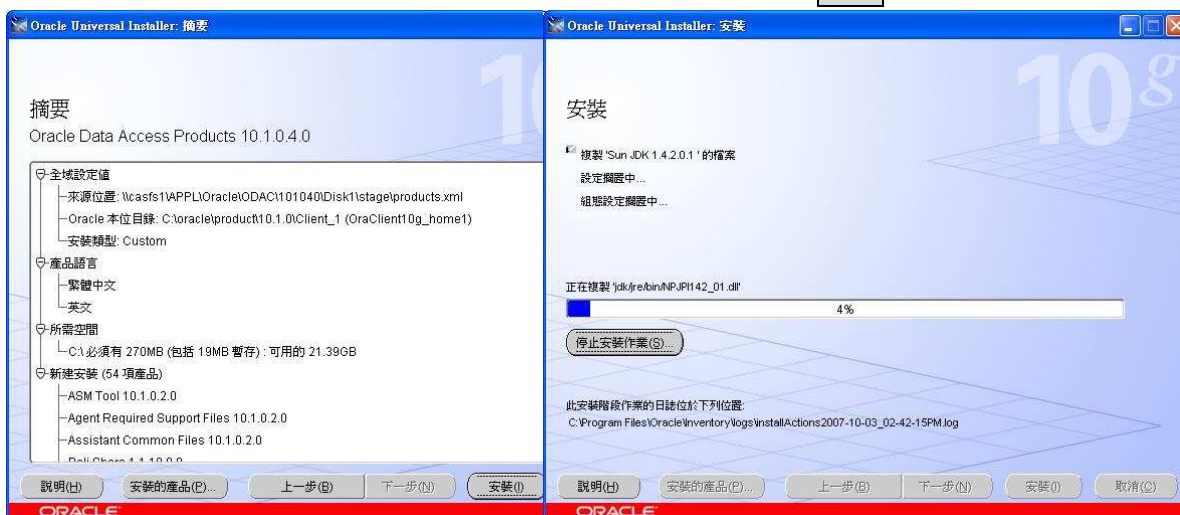 Oracle Universal Installer: 摘要
10
摘要
Oracle Data Access Products 10.1.0.4.0
全域設定值
來源位置: \\casfs1\APPL\Oracle\ODAC\101040\Disk1\stage\products.xml
Oracle 本位目錄: C:\oracle\product\10.1.0\Client_1 (OraClient10g_home1)
安裝類型: Custom
產品語言
繁體中文
英文
所需空間
C:\ 必須有 270MB (包括 19MB 暫存) : 可用的 21.39GB
新建安裝 (54 項產品)
ASM Tool 10.1.0.2.0
Agent Required Support Files 10.1.0.2.0
Assistant Common Files 10.1.0.2.0
說明(H) 安裝的產品(P)... 上一步(B) 下一步(N) 安裝(I)
ORACLE
Oracle Universal Installer: 安裝
10g
安裝
複製 'Sun JDK 1.4.2.0.1 ' 的檔案
設定擱置中...
組態設定擱置中...
正在複製 'jdk/jre/bin/NPJPI142_01.dll'
4%
停止安裝作業(S)...
此安裝階段作業的日誌位於下列位置:
C:\Program Files\Oracle\Inventory\logs\installActions2007-10-03_02-42-15PM.log
說明(H) 安裝的產品(P)... 上一步(B) 下一步(N) 安裝(I) 取消(C)
ORACLE